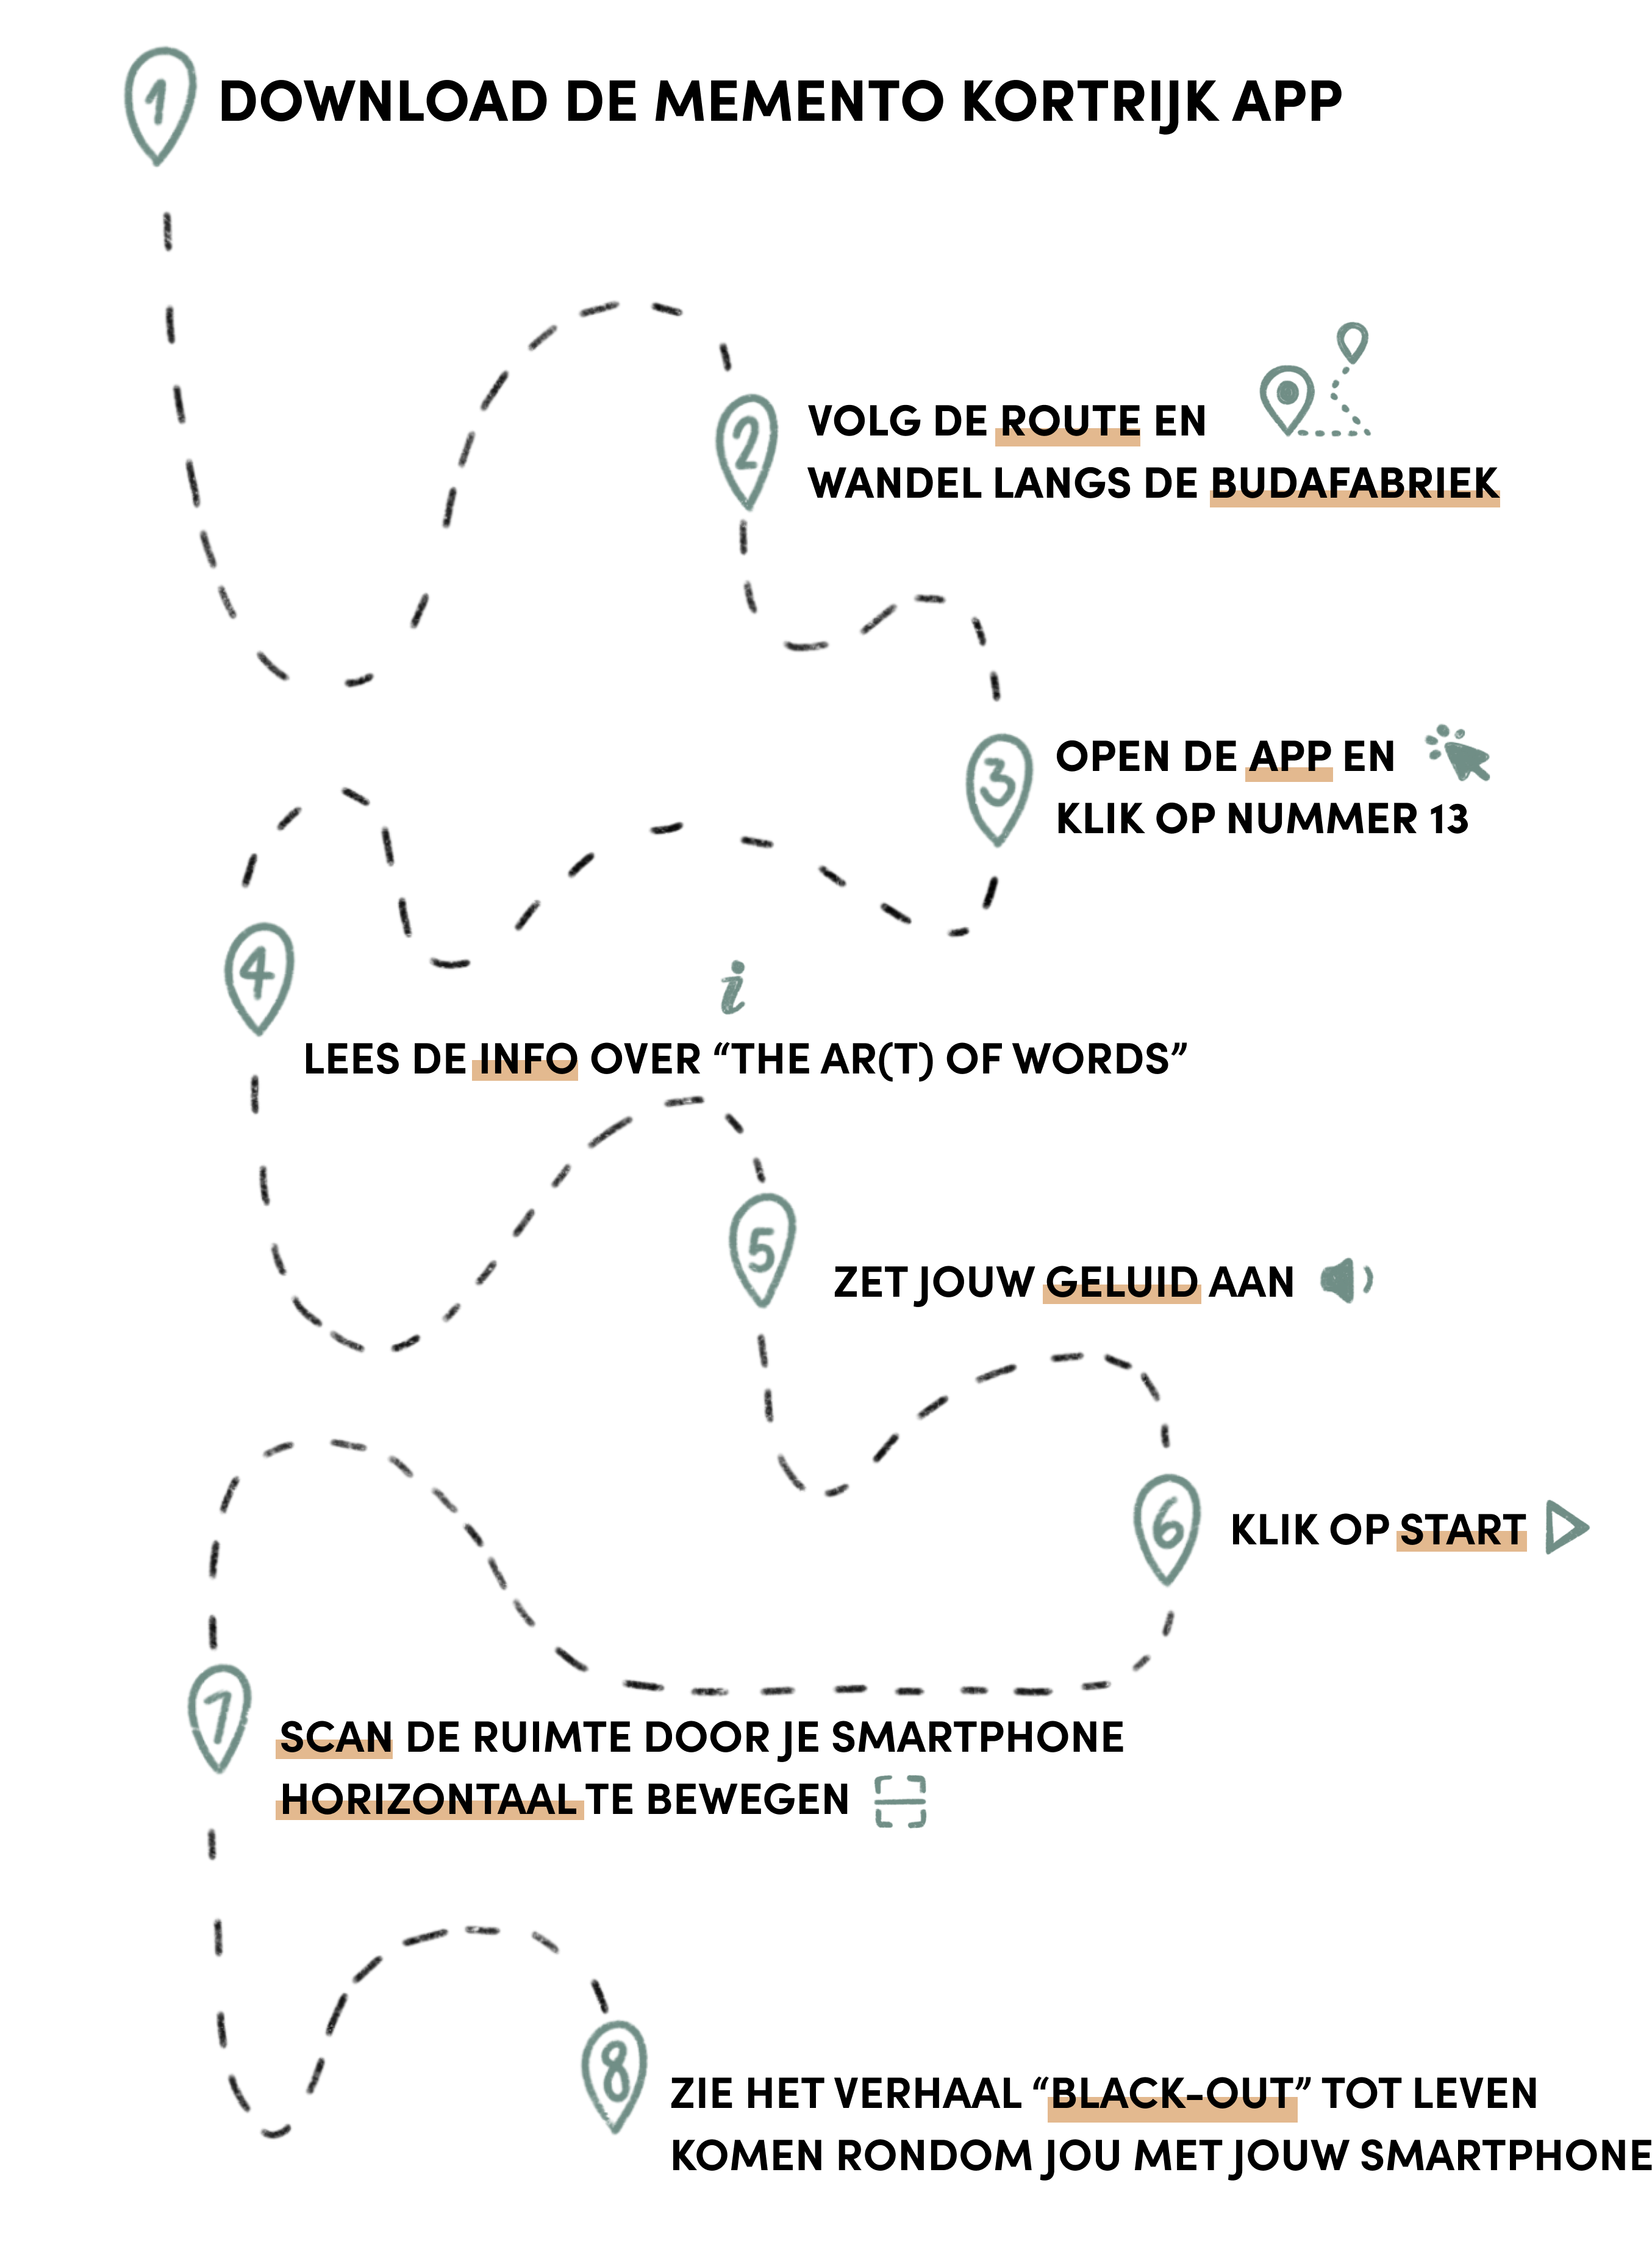 1 DOWNLOAD DE MEMENTO KORTRIJK APP
2 VOLG DE ROUTE EN
WANDEL LANGS DE BUDAFABRIEK
3 OPEN DE APP EN
KLIK OP NUMMER 13
4 i
LEES DE INFO OVER “THE AR(T) OF WORDS”
5 ZET JOUW GELUID AAN
6 KLIK OP START
7 SCAN DE RUIMTE DOOR JE SMARTPHONE
HORIZONTAAL TE BEWEGEN
8 ZIE HET VERHAAL “BLACK-OUT” TOT LEVEN
KOMEN RONDOM JOU MET JOUW SMARTPHONE